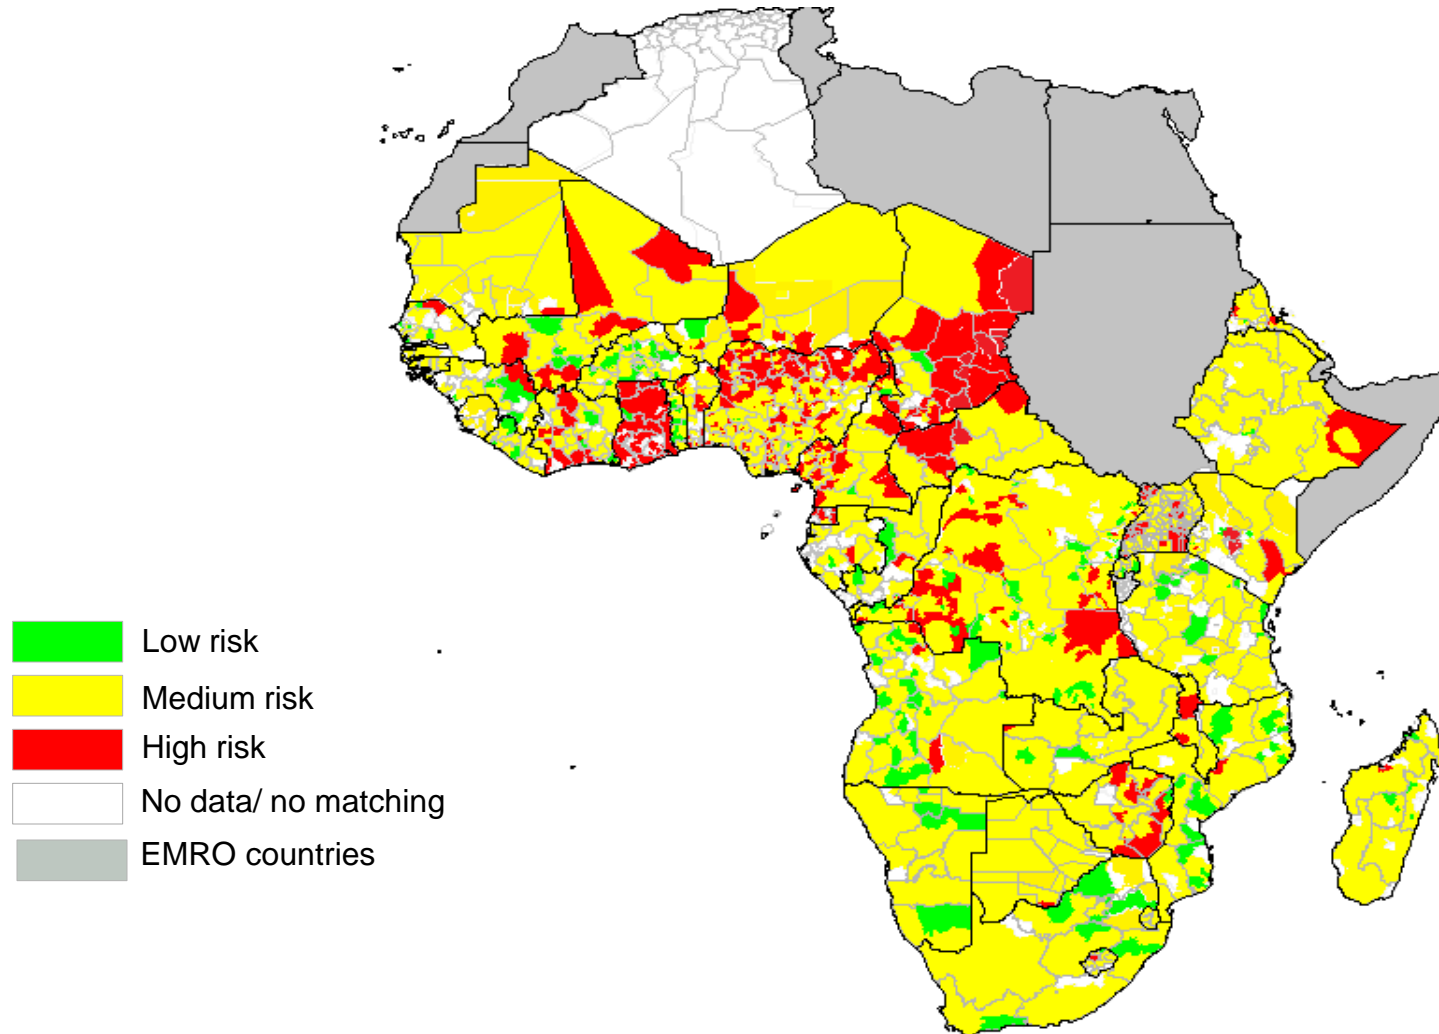 Low risk
Medium risk
High risk
No data/ no matching
EMRO countries